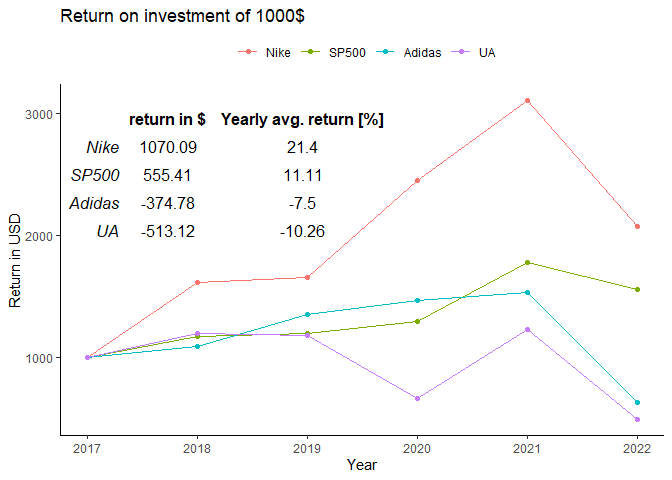 Return on investment of 1000$
Nike SP500 Adidas UA
return in $ Yearly avg. return [%]
Nike 1070.09 21.4
SP500 555.41 11.11
Adidas -374.78 -7.5
UA -513.12 -10.26
3000
2000
1000
Return in USD
2017 2018 2019 2020 2021 2022
Year